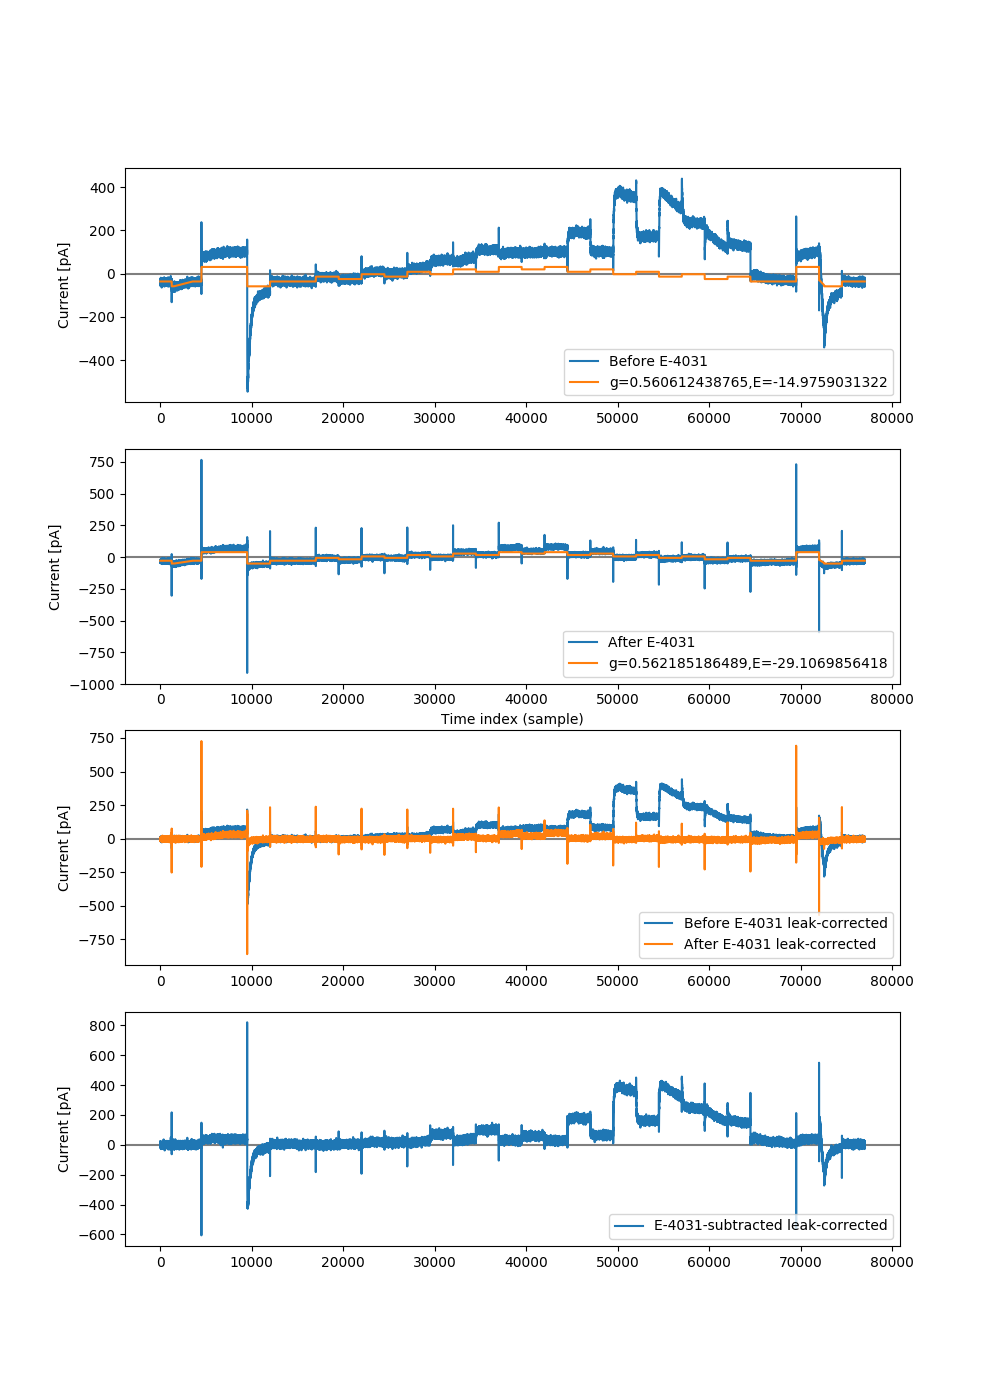 400
200
0
−200
−400
Current [pA]
Before E-4031
g=0.560612438765,E=-14.9759031322
0 10000 20000 30000 40000 50000 60000 70000 80000
750
500
250
0
−250
−500
−750
−1000
Current [pA]
After E-4031
g=0.562185186489,E=-29.1069856418
0 10000 20000 30000 40000 50000 60000 70000 80000
Time index (sample)
750
500
250
0
−250
−500
−750
Current [pA]
Before E-4031 leak-corrected
After E-4031 leak-corrected
0 10000 20000 30000 40000 50000 60000 70000 80000
800
600
400
200
0
−200
−400
−600
Current [pA]
E-4031-subtracted leak-corrected
0 10000 20000 30000 40000 50000 60000 70000 80000